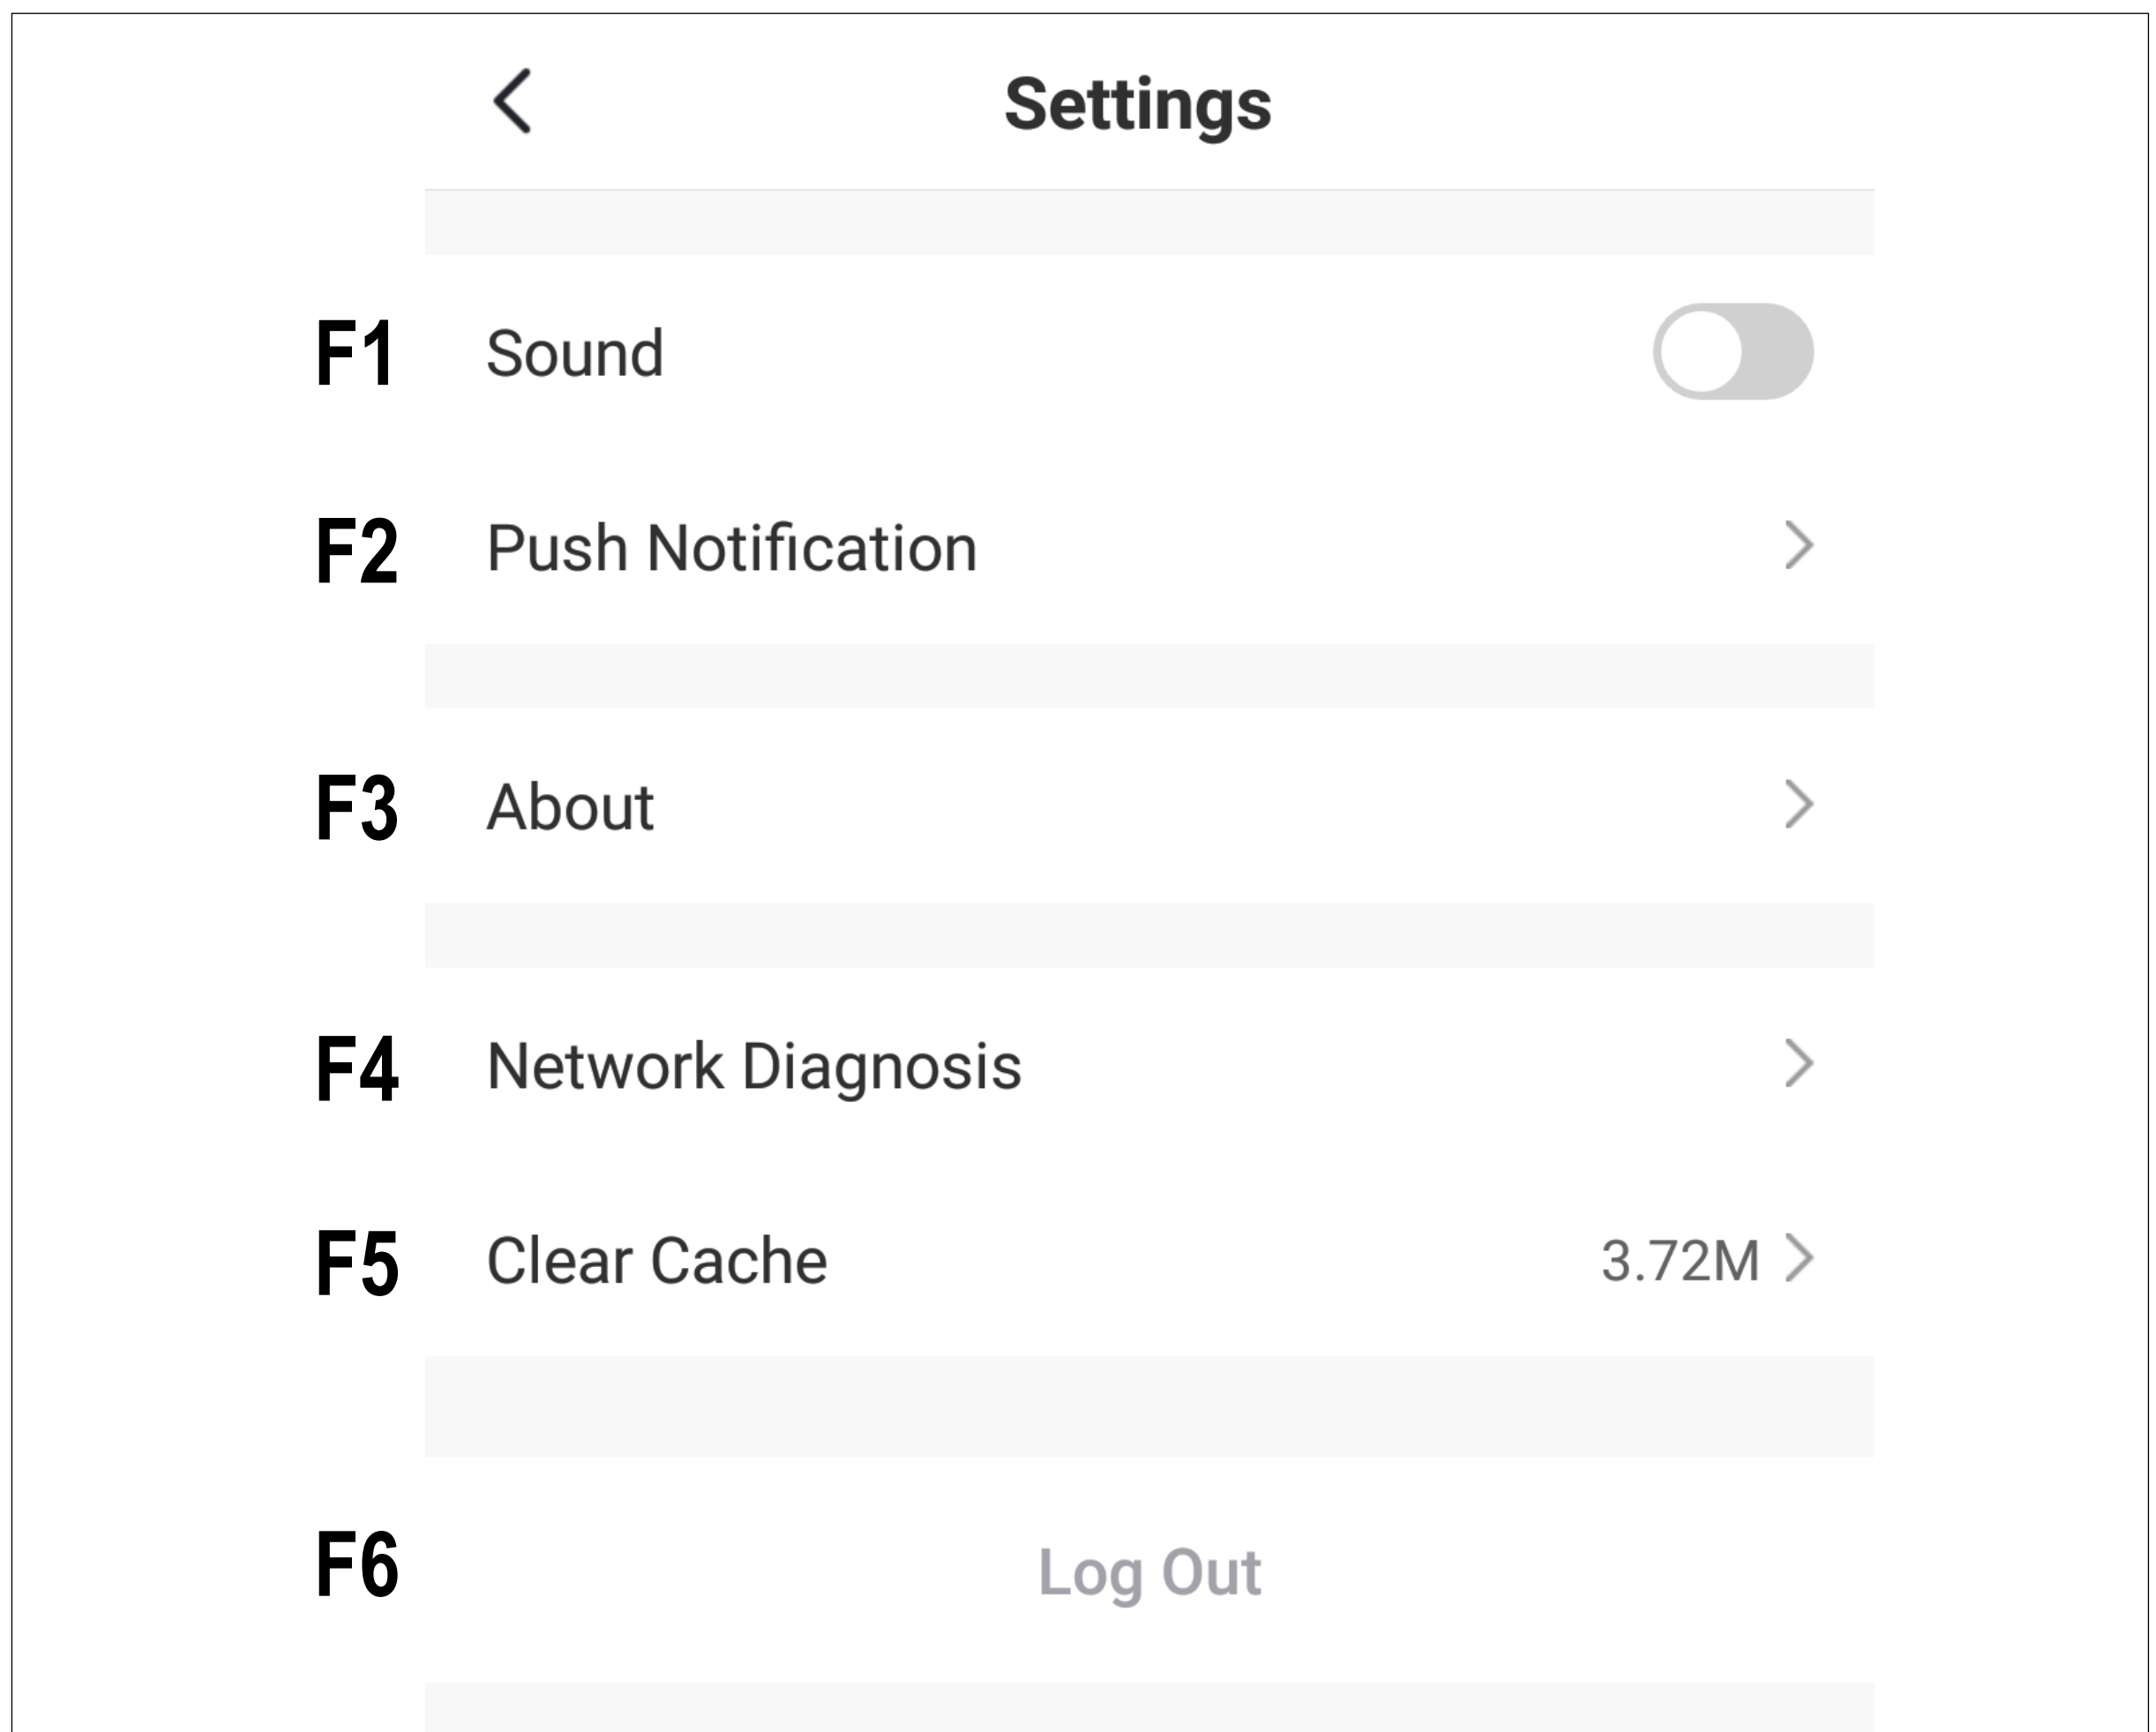 Settings
F1 Sound
F2 Push Notification
F3 About
F4 Network Diagnosis
F5 Clear Cache 3.72M
F6 Log Out